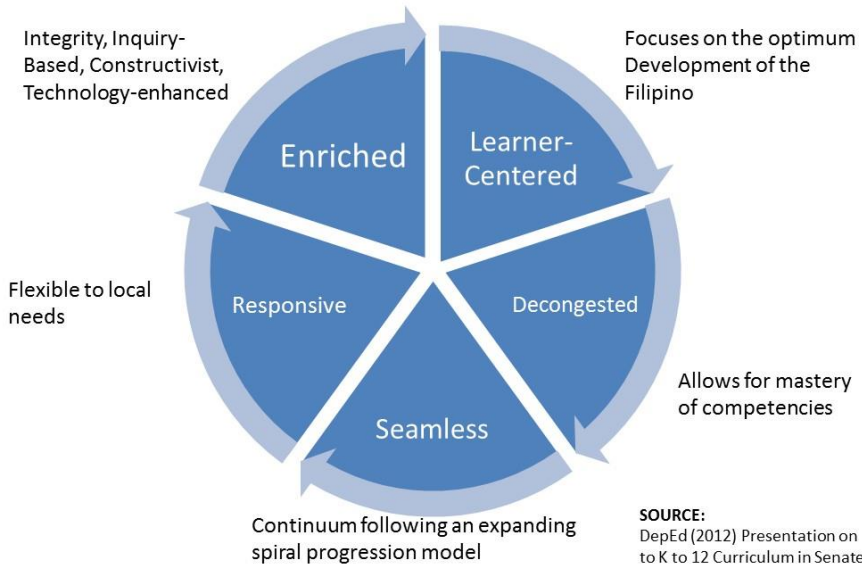 Integrity, Inquiry-
Based, Constructivist,
Technology-enhanced
Focuses on the optimum
Development of the
Filipino
Enriched
Learner-
Centered
Flexible to local
needs
Responsive
Decongested
Allows for mastery
of competencies
Seamless
Continuum following an expanding
spiral progression model
SOURCE:
DepEd (2012) Presentation on
to K to 12 Curriculum in Senate